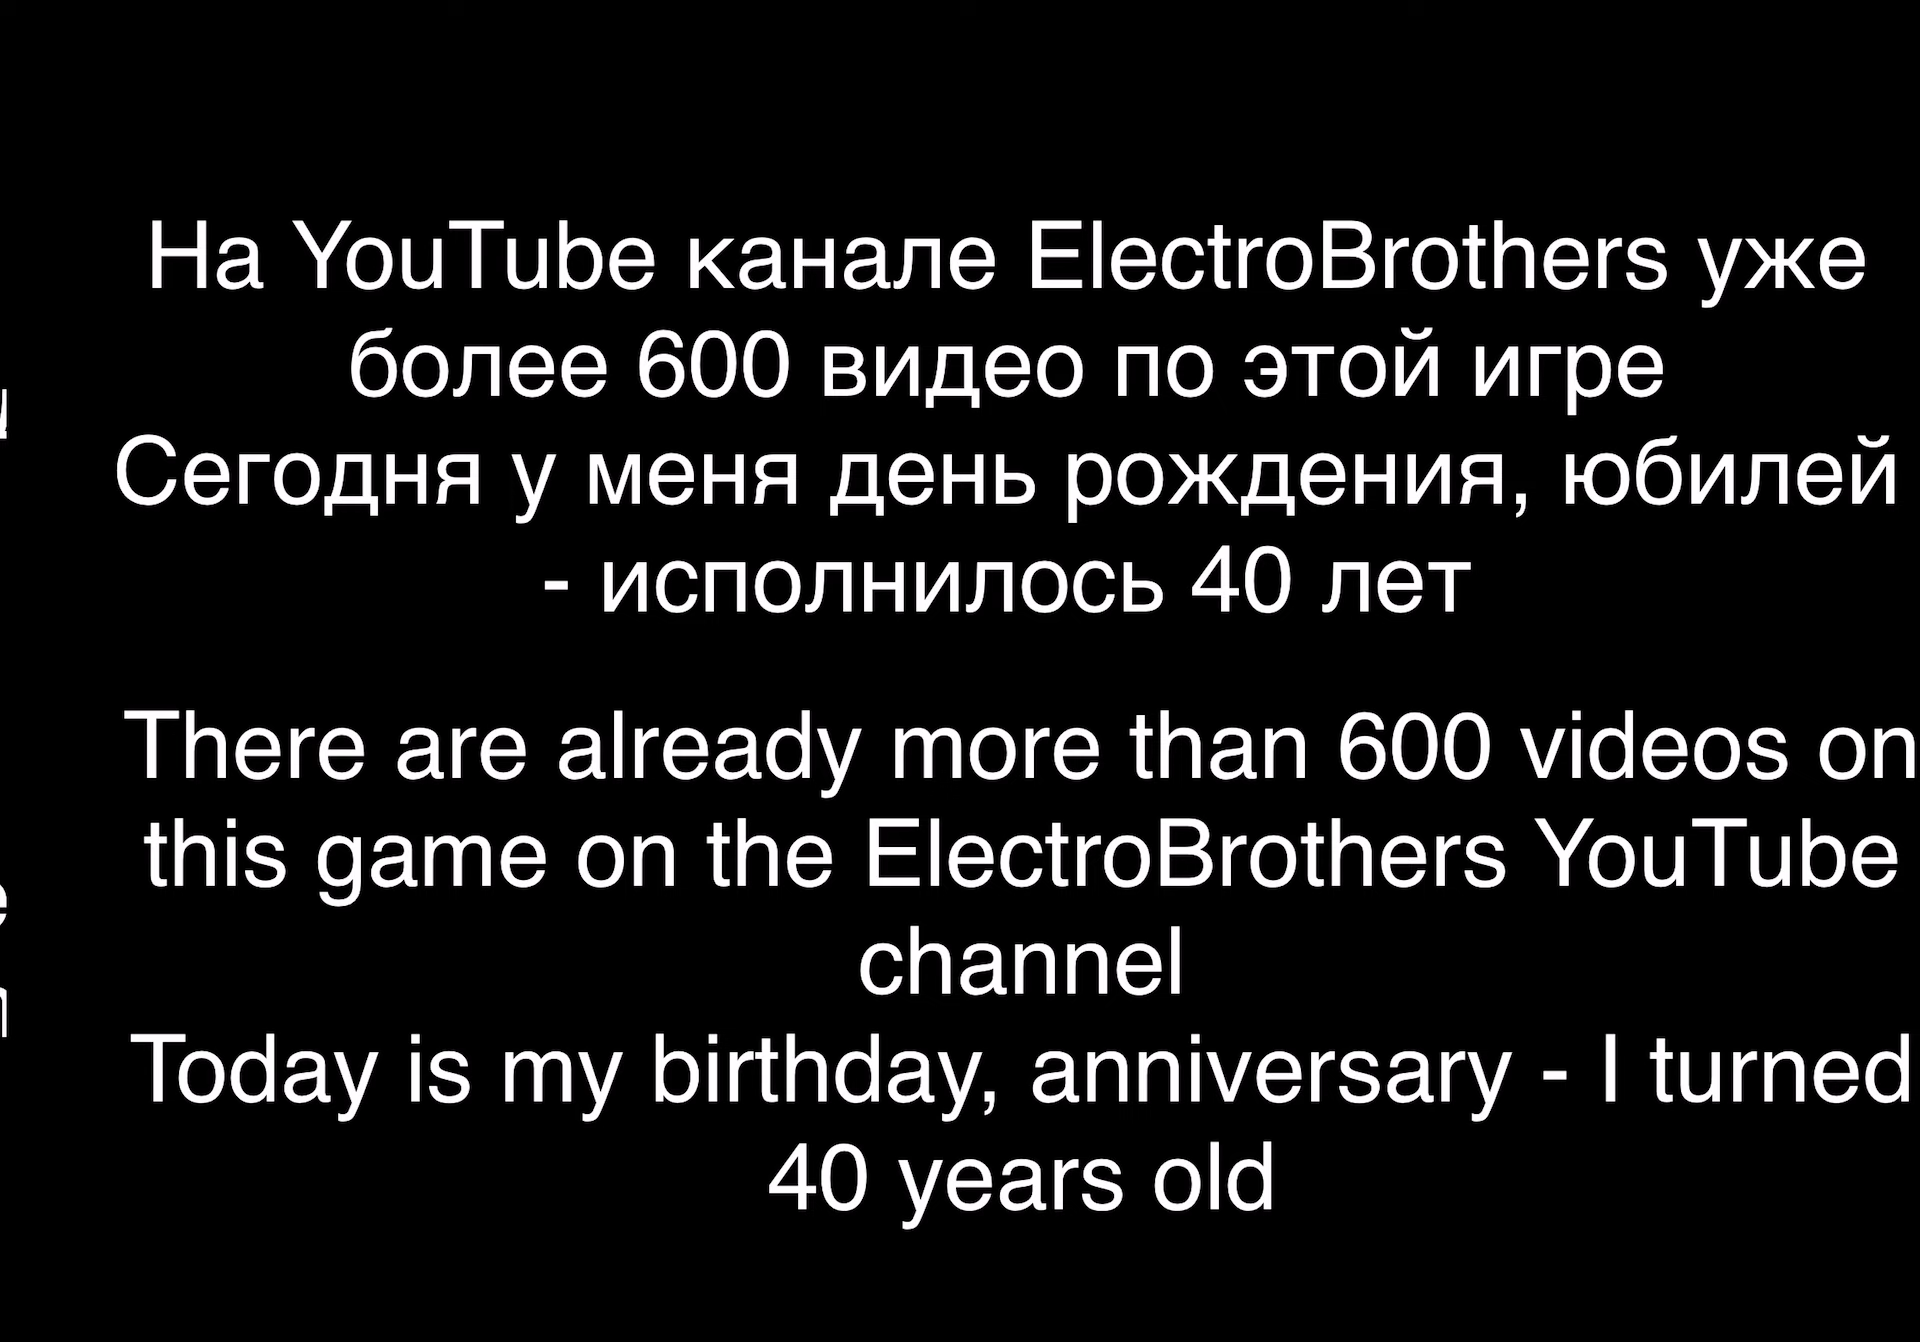 На YouTube канале ElectroBrothers уже
более 600 видео по этой игре
Сегодня у меня день рождения, юбилей
- исполнилось 40 лет
There are already more than 600 videos on
this game on the ElectroBrothers YouTube
channel
Today is my birthday, anniversary - I turned
40 years old